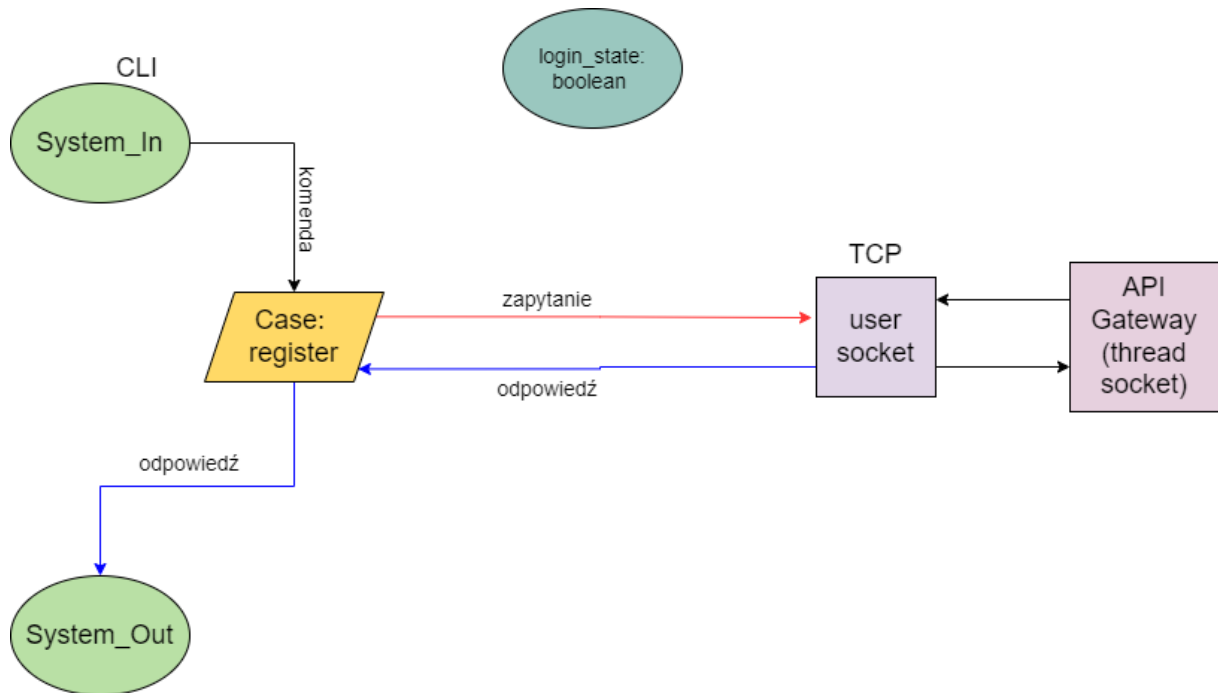 login_state:
boolean
CLI
System_In
komenda
TCP
Case:
register
zapytanie
odpowiedź
user
socket
API
Gateway
(thread
socket)
odpowiedź
System_Out